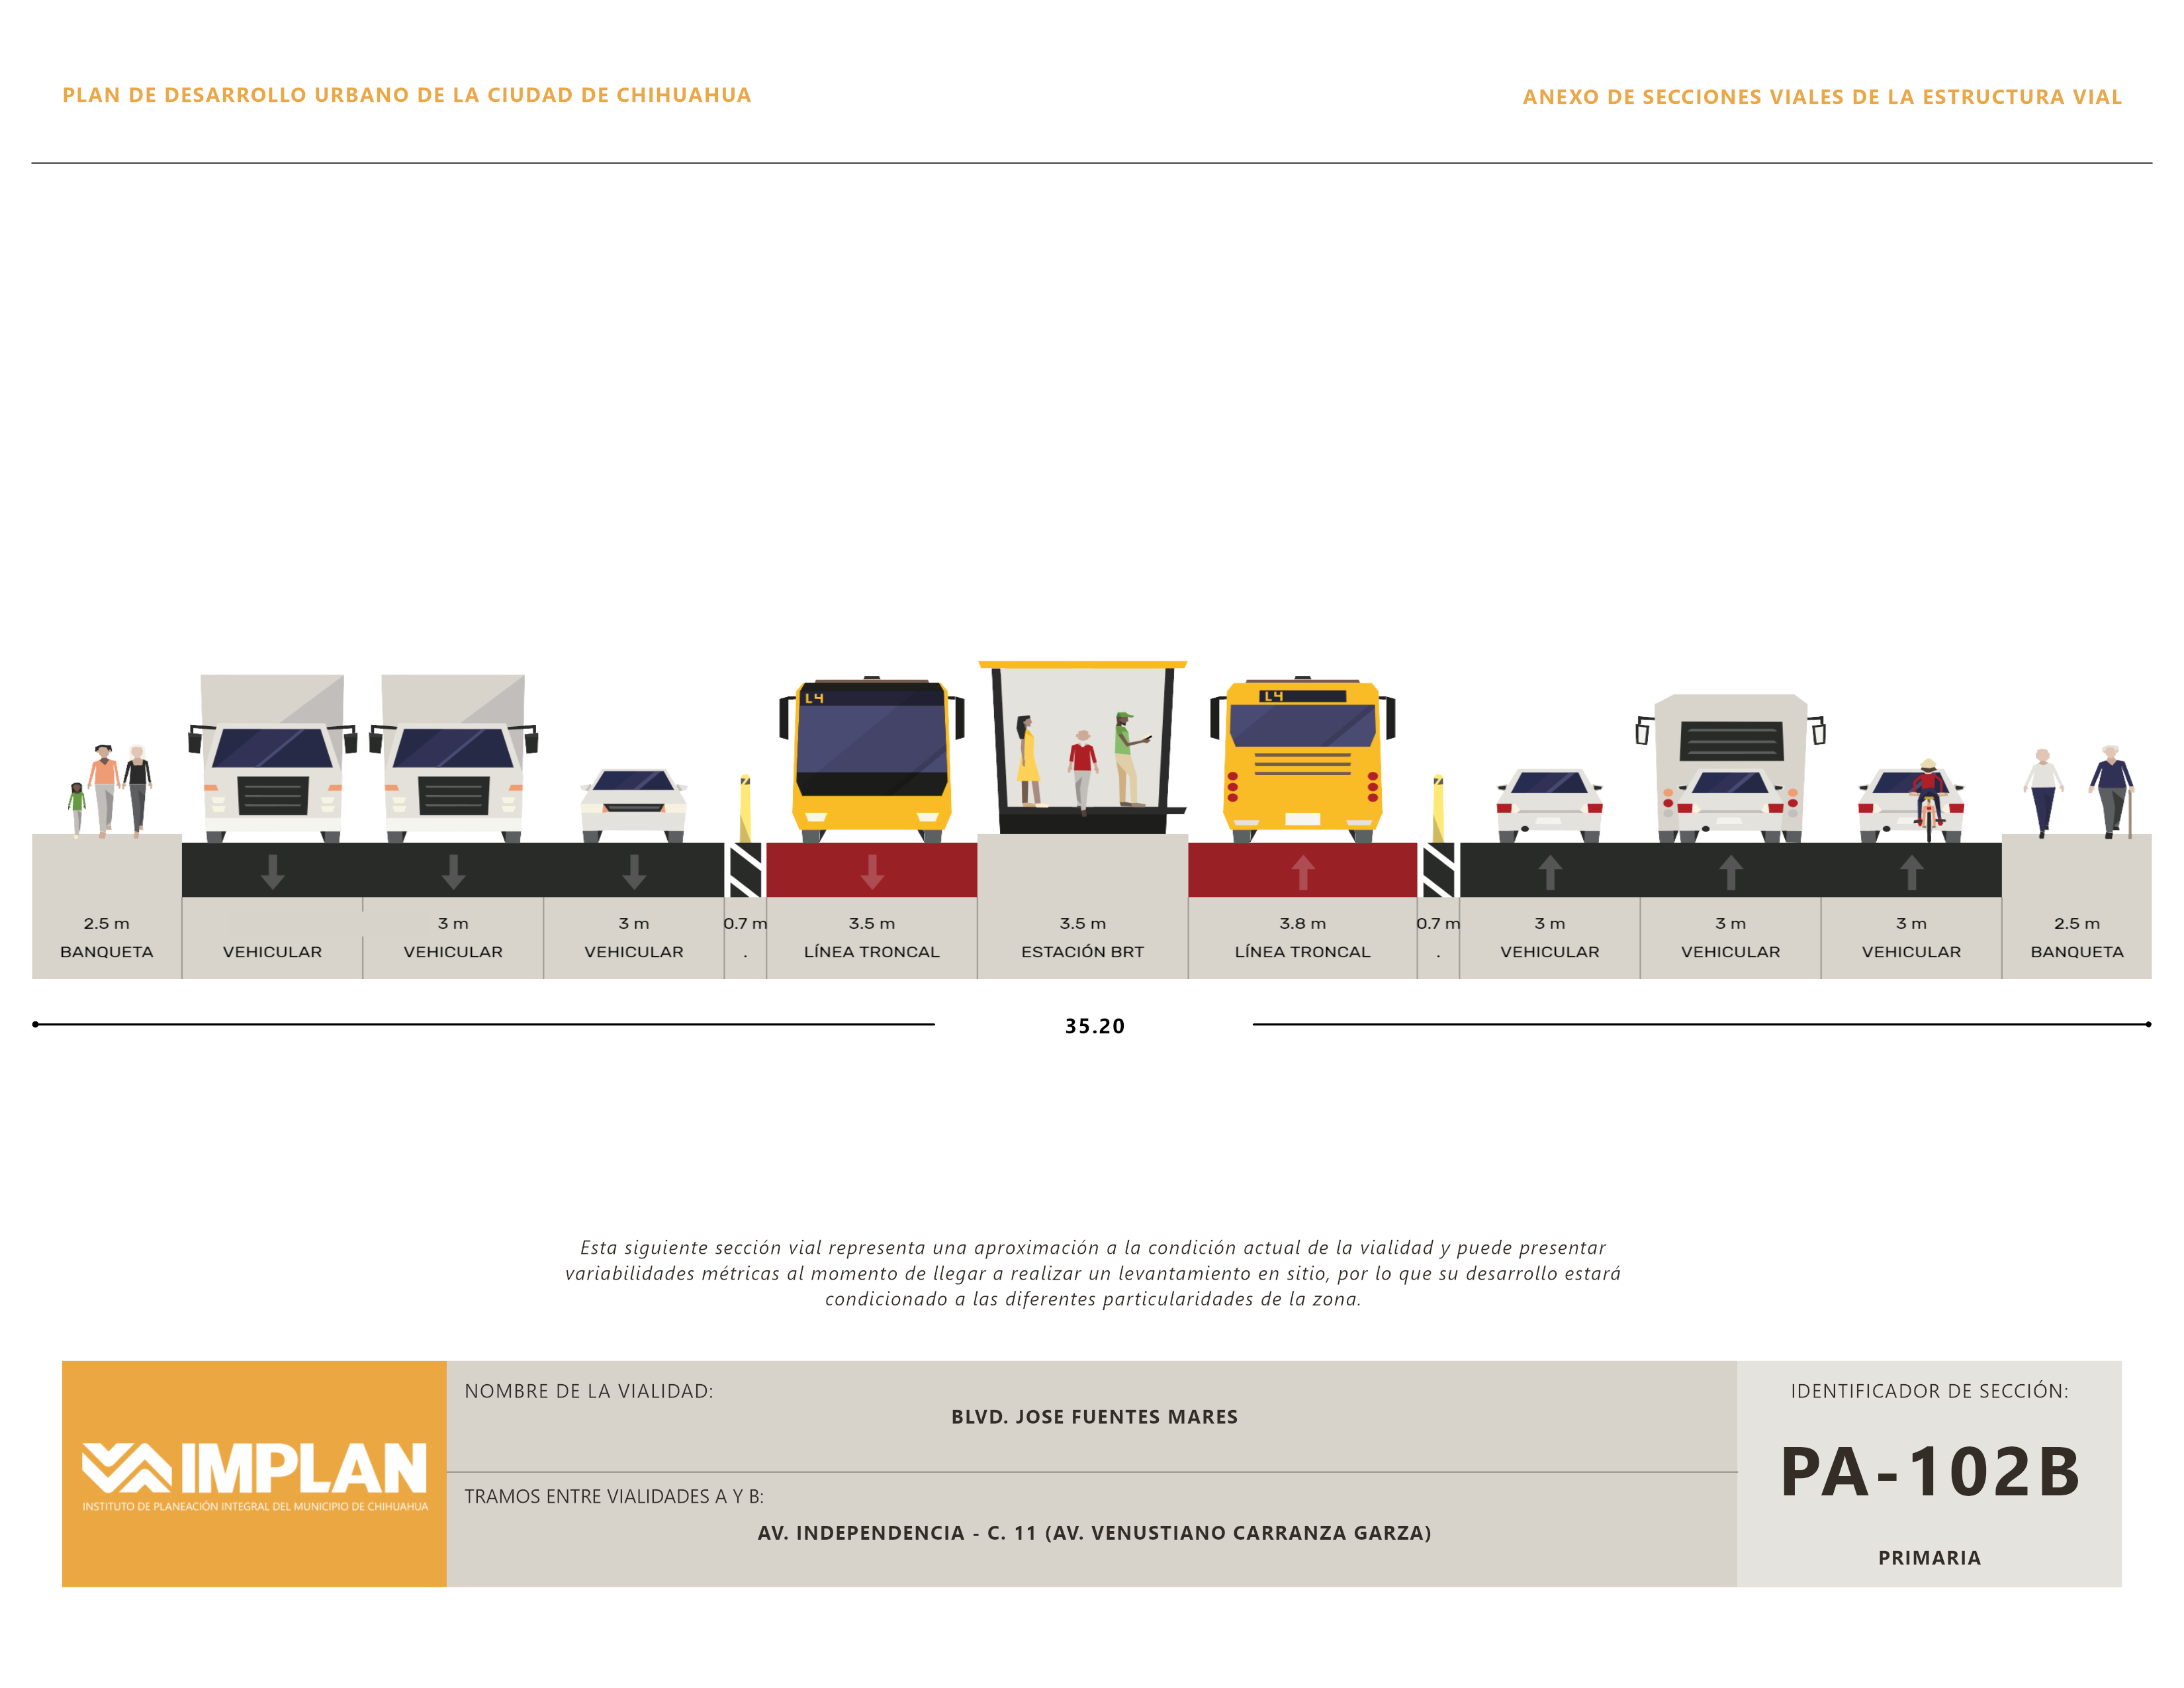 PLAN DE DESARROLLO URBANO DE LA CIUDAD DE CHIHUAHUA
ANEXO DE SECCIONES VIALES DE LA ESTRUCTURA VIAL
L4
L4
2.5 m
BANQUETA
VEHICULAR
3 m
VEHICULAR
3 m
VEHICULAR
0.7 m
.
3.5 m
LÍNEA TRONCAL
3.5 m
ESTACIÓN BRT
3.8 m
LÍNEA TRONCAL
0.7 m
.
3 m
VEHICULAR
3 m
VEHICULAR
3 m
VEHICULAR
2.5 m
BANQUETA
35.20
Esta siguiente sección vial representa una aproximación a la condición actual de la vialidad y puede presentar
variabilidades métricas al momento de llegar a realizar un levantamiento en sitio, por lo que su desarrollo estará
condicionado a las diferentes particularidades de la zona.
IMPLAN
INSTITUTO DE PLANEACIÓN INTEGRAL DEL MUNICIPIO DE CHIHUAHUA
NOMBRE DE LA VIALIDAD:
BLVD. JOSE FUENTES MARES
TRAMOS ENTRE VIALIDADES A Y B:
AV. INDEPENDENCIA - C. 11 (AV. VENUSTIANO CARRANZA GARZA)
IDENTIFICADOR DE SECCIÓN:
PA-102B
PRIMARIA